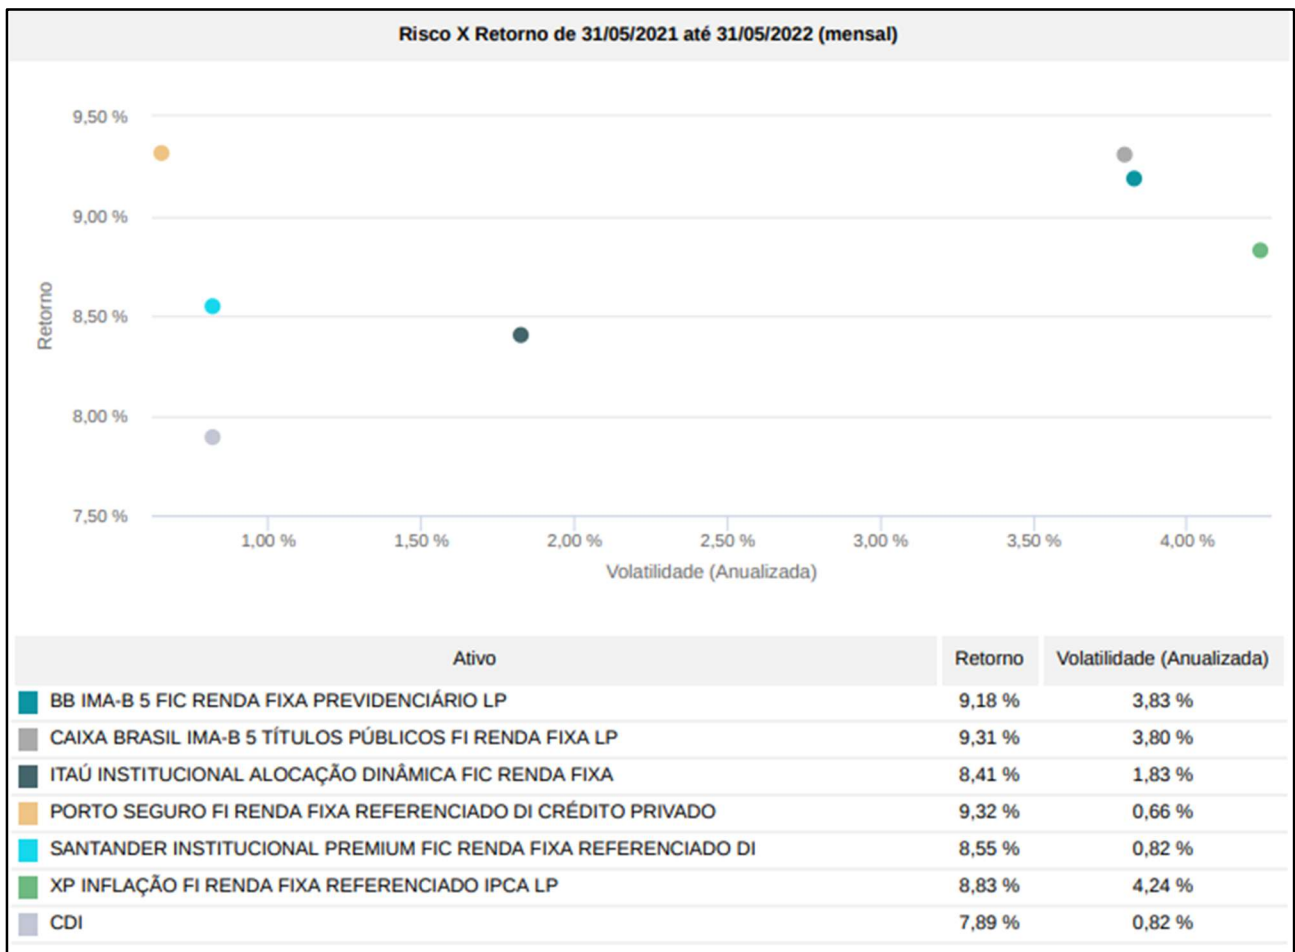 Risco X Retorno de 31/05/2021 até 31/05/2022 (mensal)
9,50 %
9,00 %
8,50 %
8,00 %
7,50 %
Retorno
1,00 % 1,50 % 2,00 % 2,50 % 3,00 % 3,50 % 4,00 %
Volatilidade (Anualizada)
Ativo Retorno Volatilidade (Anualizada)
BB IMA-B 5 FIC RENDA FIXA PREVIDENCIÁRIO LP 9,18 % 3,83 %
CAIXA BRASIL IMA-B 5 TÍTULOS PÚBLICOS FI RENDA FIXA LP 9,31 % 3,80 %
ITAÚ INSTITUCIONAL ALOCAÇÃO DINÂMICA FIC RENDA FIXA 8,41 % 1,83 %
PORTO SEGURO FI RENDA FIXA REFERENCIADO DI CRÉDITO PRIVADO 9,32 % 0,66 %
SANTANDER INSTITUCIONAL PREMIUM FIC RENDA FIXA REFERENCIADO DI 8,55 % 0,82 %
XP INFLAÇÃO FI RENDA FIXA REFERENCIADO IPCA LP 8,83 % 4,24 %
CDI 7,89 % 0,82 %